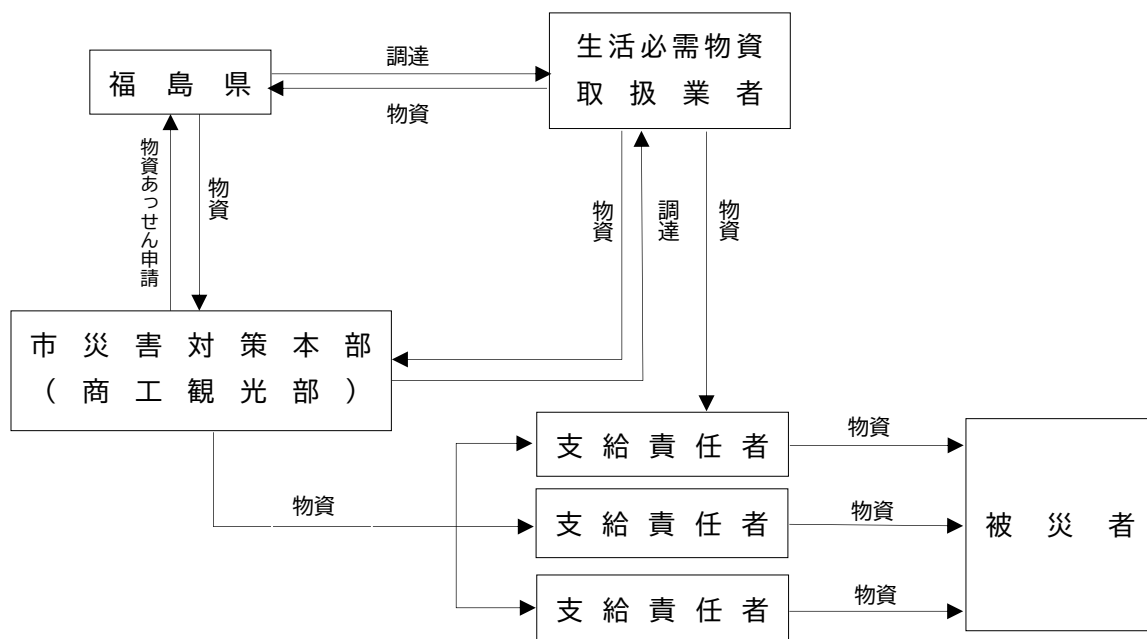 生活必需物資
取扱業者
調達
福島県
物資
物資あっせん申請
物資
物資
調達
物資
市災害対策本部
(商工観光部)
支給責任者
物資
物資
支給責任者
物資
被災者
支給責任者
物資